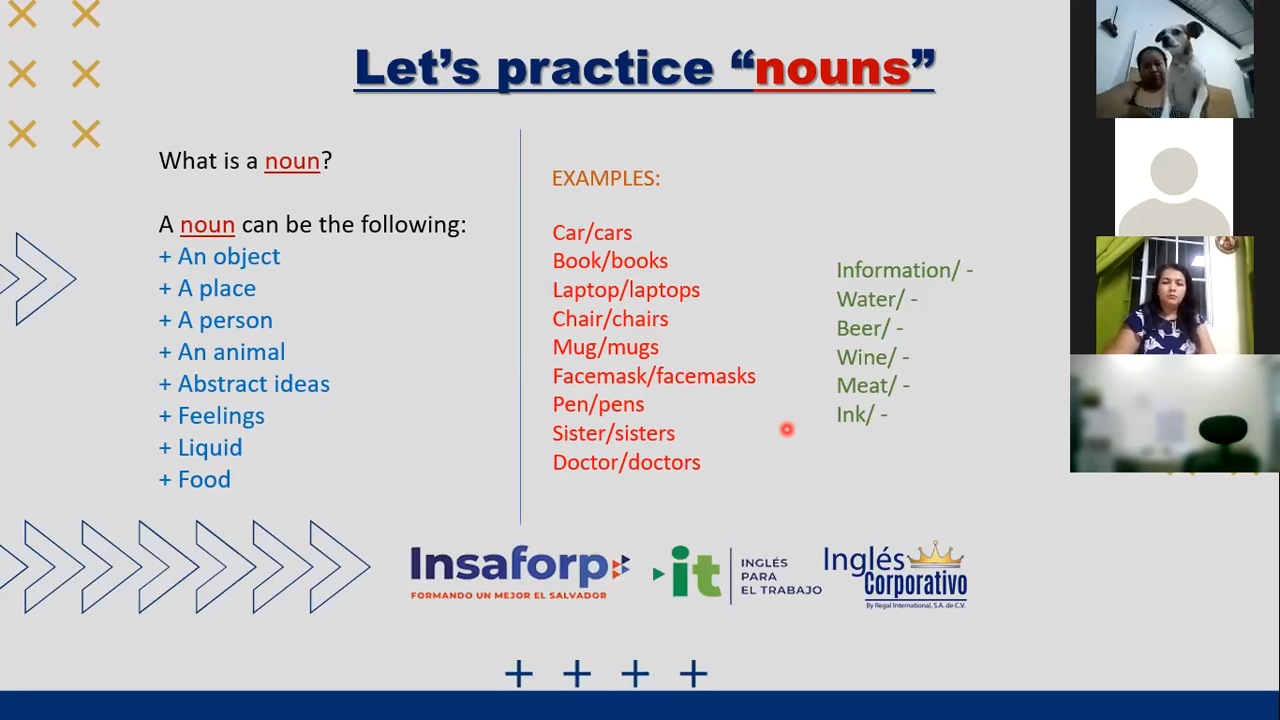 Let's practice “nouns”
What is a noun?
A noun can be the following:
+ An object
+ A place
+ A person
+ An animal
+ Abstract ideas
+ Feelings
+ Liquid
+ Food
EXAMPLES:
Car/cars
Book/books
Laptop/laptops
Chair/chairs
Mug/mugs
Facemask/facemasks
Pen/pens
Sister/sisters
Doctor/doctors
Information/ -
Water/ -
Beer/ -
Wine/ -
Meat/ -
Ink/ -
Insaforp
FORMANDO UN MEJOR EL SALVADOR
it
INGLÉS
PARA
EL TRABAJO
Inglés
Corporativo
By Regal International, S.A. de C.V.